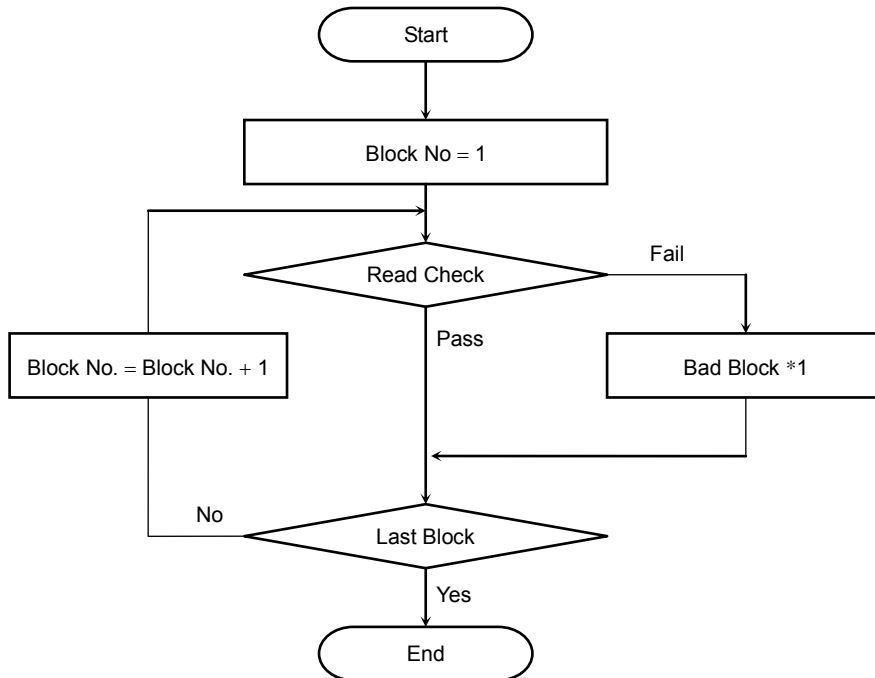 Start
Block No = 1
Read Check
Fail
Pass
Block No. = Block No. + 1
Bad Block *1
No
Last Block
Yes
End